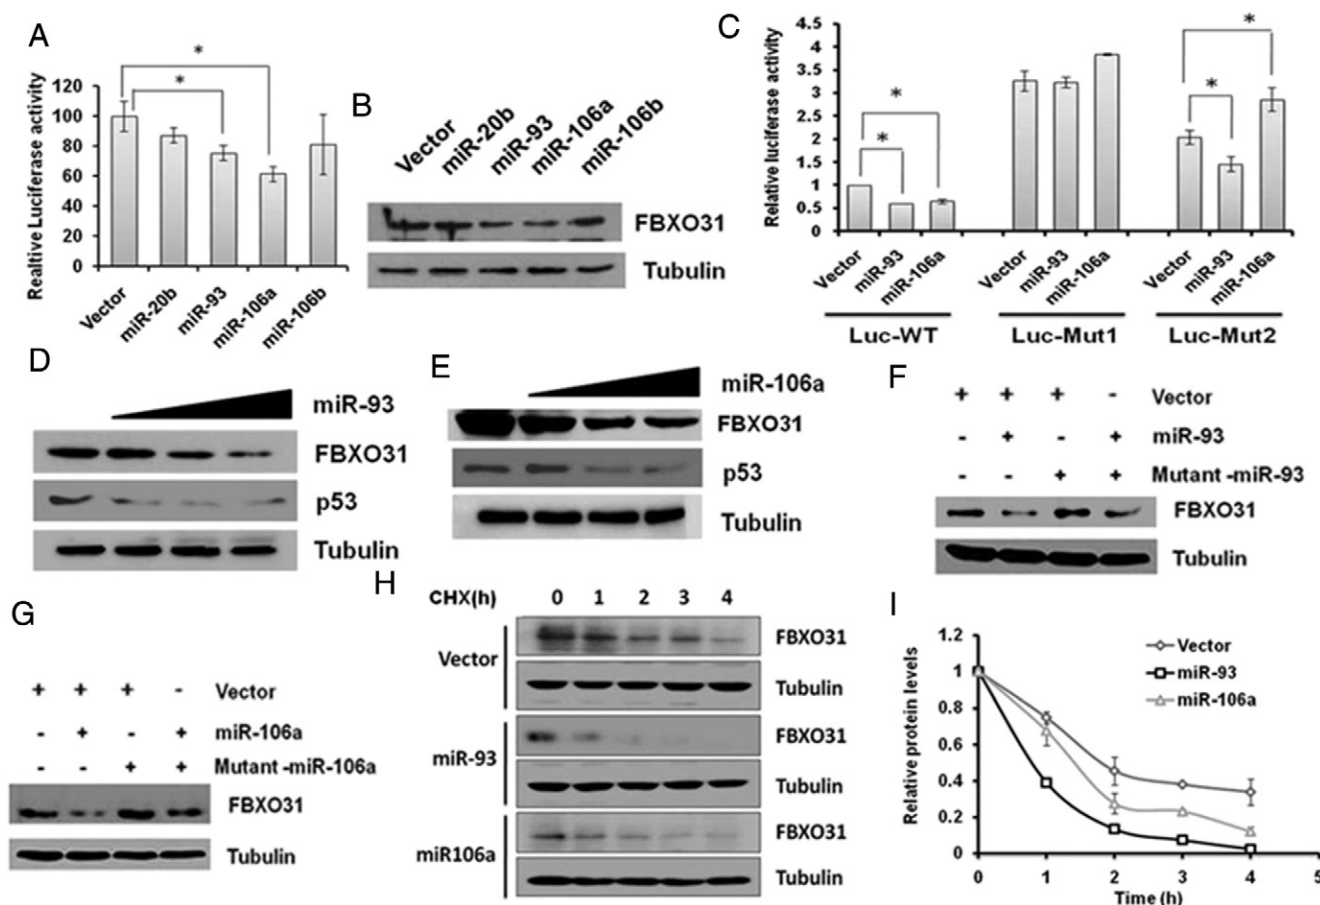 A
Realtive Luciferase activity
120
100
80
60
40
20
0
*
*
Vector
miR-20b
miR-93
miR-106a
miR-106b
B
Vector
miR-20b
miR-93
miR-106a
miR-106b
FBXO31
Tubulin
C
Relative luciferase activity
4.5
4
3.5
3
2.5
2
1.5
1
0.5
0
*
*
*
*
Vector
miR-93
miR-106a
Vector
miR-93
miR-106a
Vector
miR-93
miR-106a
Luc-WT
Luc-Mut1
Luc-Mut2
D
miR-93
FBXO31
p53
Tubulin
E
miR-106a
FBXO31
p53
Tubulin
F
+ + + - Vector
- + - + miR-93
- - + + Mutant -miR-93
FBXO31
Tubulin
G
+ + + - Vector
- + - + miR-106a
- - + + Mutant -miR-106a
FBXO31
Tubulin
H
CHX(h) 0 1 2 3 4
Vector
FBXO31
Tubulin
miR-93
FBXO31
Tubulin
miR106a
FBXO31
Tubulin
I
Relative protein levels
1.2
1
0.8
0.6
0.4
0.2
0
Vector
miR-93
miR-106a
0 1 2 3 4 5
Time (h)